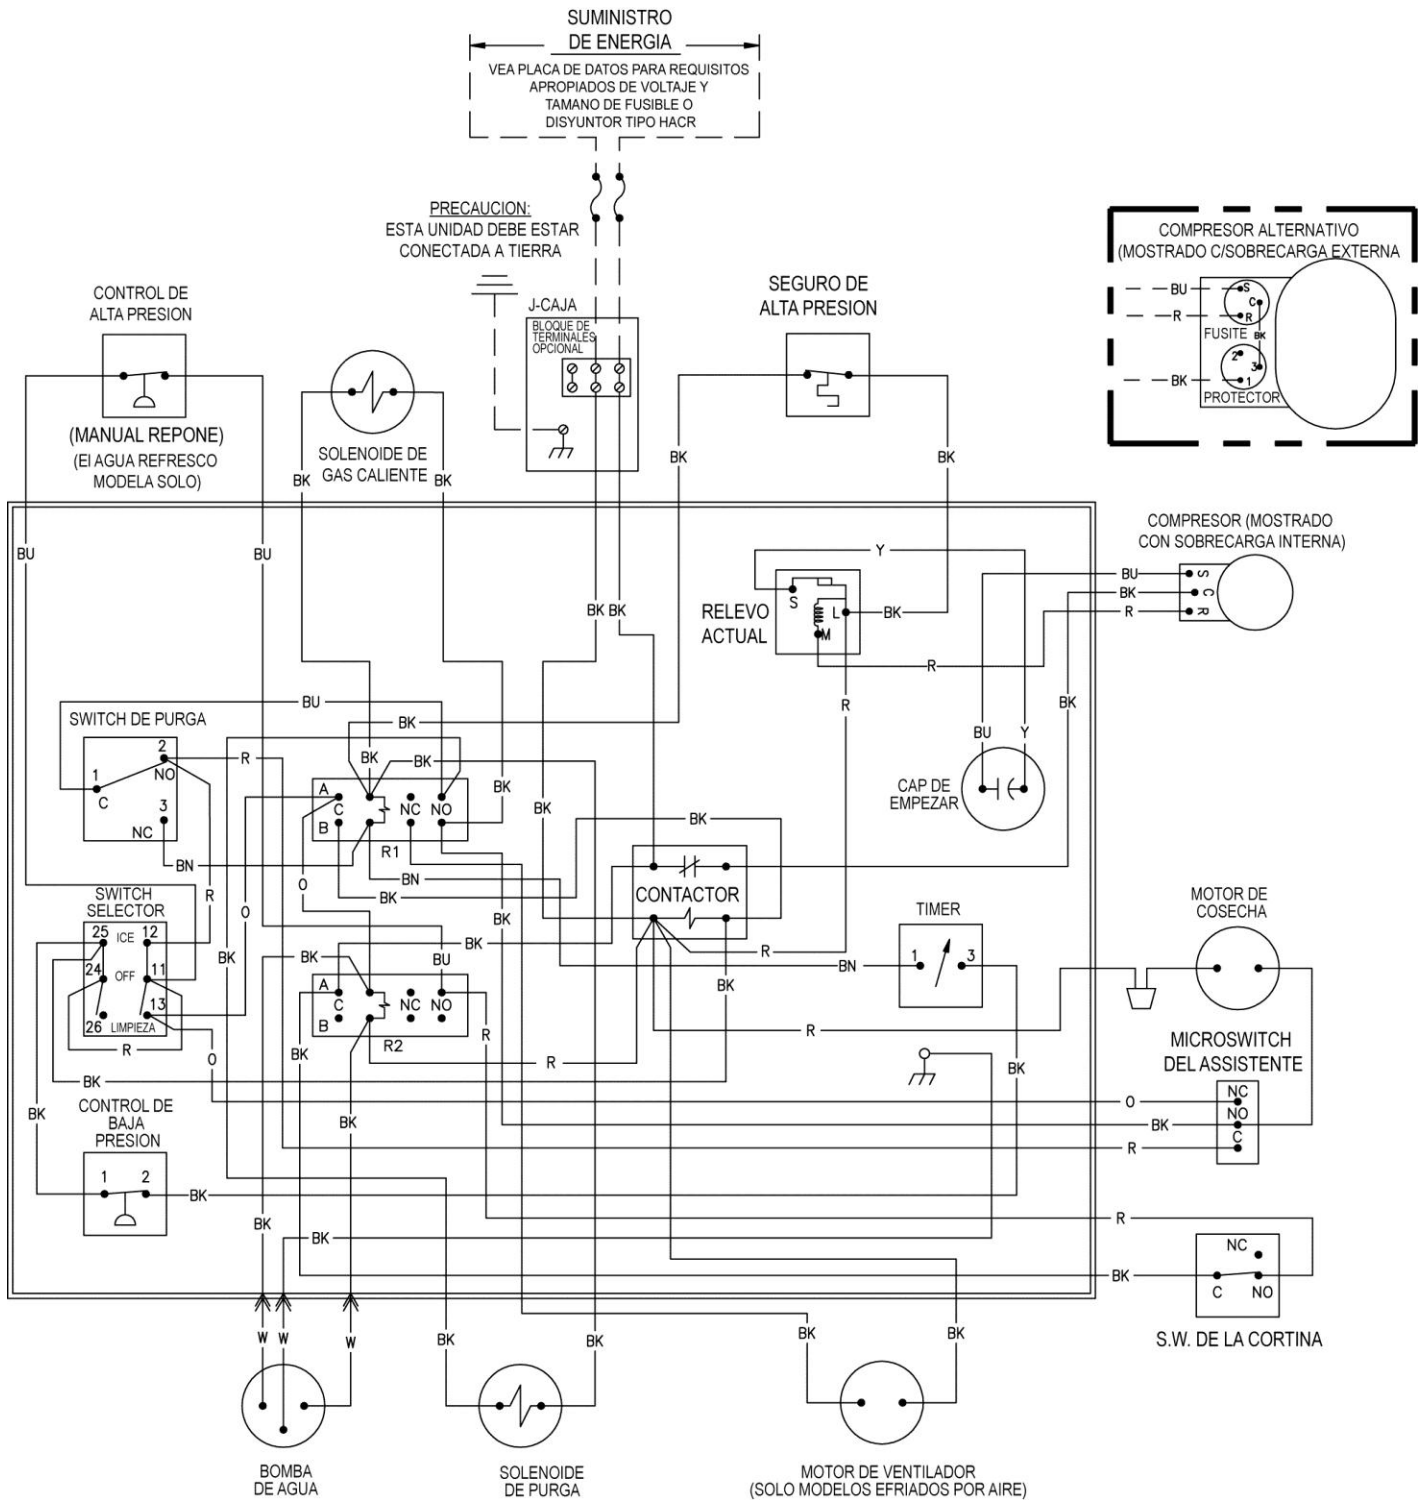 SUMINISTRO
DE ENERGIA
VEA PLACA DE DATOS PARA REQUISITOS
APROPIADOS DE VOLTAJE Y
TAMANO DE FUSIBLE O
DISYUNTOR TIPO HACR
PRECAUCION:
ESTA UNIDAD DEBE ESTAR
CONECTADA A TIERRA
COMPRESOR ALTERNATIVO
(MOSTRADO C/SOBRECARGA EXTERNA
BU
S
C
R
R
FUSITE
BK
2
3
BK
1
PROTECTOR
CONTROL DE
ALTA PRESION
(MANUAL REPONE)
(El AGUA REFRESCO
MODELA SOLO)
SOLENOIDE DE
GAS CALIENTE
J-CAJA
BLOQUE DE
TERMINALES
OPCIONAL
SEGURO DE
ALTA PRESION
BK
BK
BK
BK
BU
BU
COMPRESOR (MOSTRADO
CON SOBRECARGA INTERNA)
BU
S
BK
C
R
R
Y
RELEVO
ACTUAL
S
L
M
BK
R
BK
BK
R
BK
BU
Y
CAP DE
EMPEZAR
BU
BK
SWITCH DE PURGA
2
NO
1
C
3
NC
R
BK
BK
BK
BK
A
C
NC
NO
B
R1
BK
BN
BN
BK
CONTACTOR
R
O
O
SWITCH
SELECTOR
25
ICE
12
24
OFF
11
13
26
LIMPIEZA
R
O
BK
BK
BK
BK
BU
BK
R
BK
A
C
NC
NO
B
R2
R
R
BN
TIMER
1
3
MOTOR DE
COSECHA
R
BK
BK
MICROSWITCH
DEL ASSISTENTE
NC
NO
C
O
BK
R
BK
BK
BK
CONTROL DE
BAJA
PRESION
1
2
BK
BK
BK
R
BK
NC
C
NO
S.W. DE LA CORTINA
W
W
W
BK
BK
BK
BK
BOMBA
DE AGUA
SOLENOIDE
DE PURGA
MOTOR DE VENTILADOR
(SOLO MODELOS EFRIADOS POR AIRE)